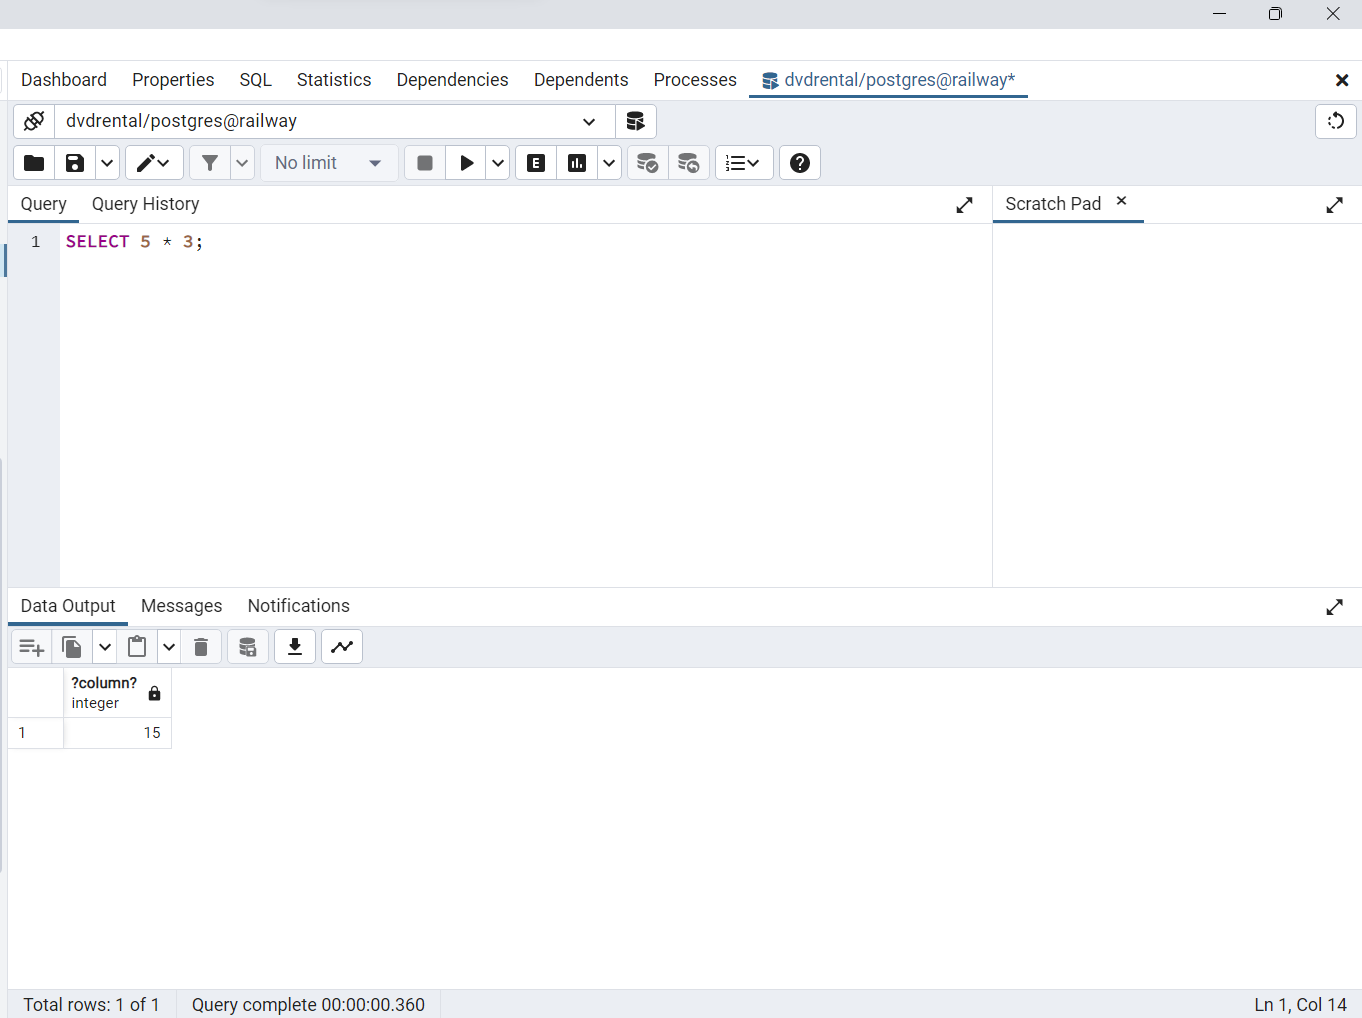 Dashboard Properties SQL Statistics Dependencies Dependents Processes dvdrental/postgres@railway*
dvdrental/postgres@railway
No limit E
Query Query History Scratch Pad
1 SELECT 5 * 3;
Data Output Messages Notifications
?column?
integer
1 15
Total rows: 1 of 1 Query complete 00:00:00.360 Ln 1, Col 14